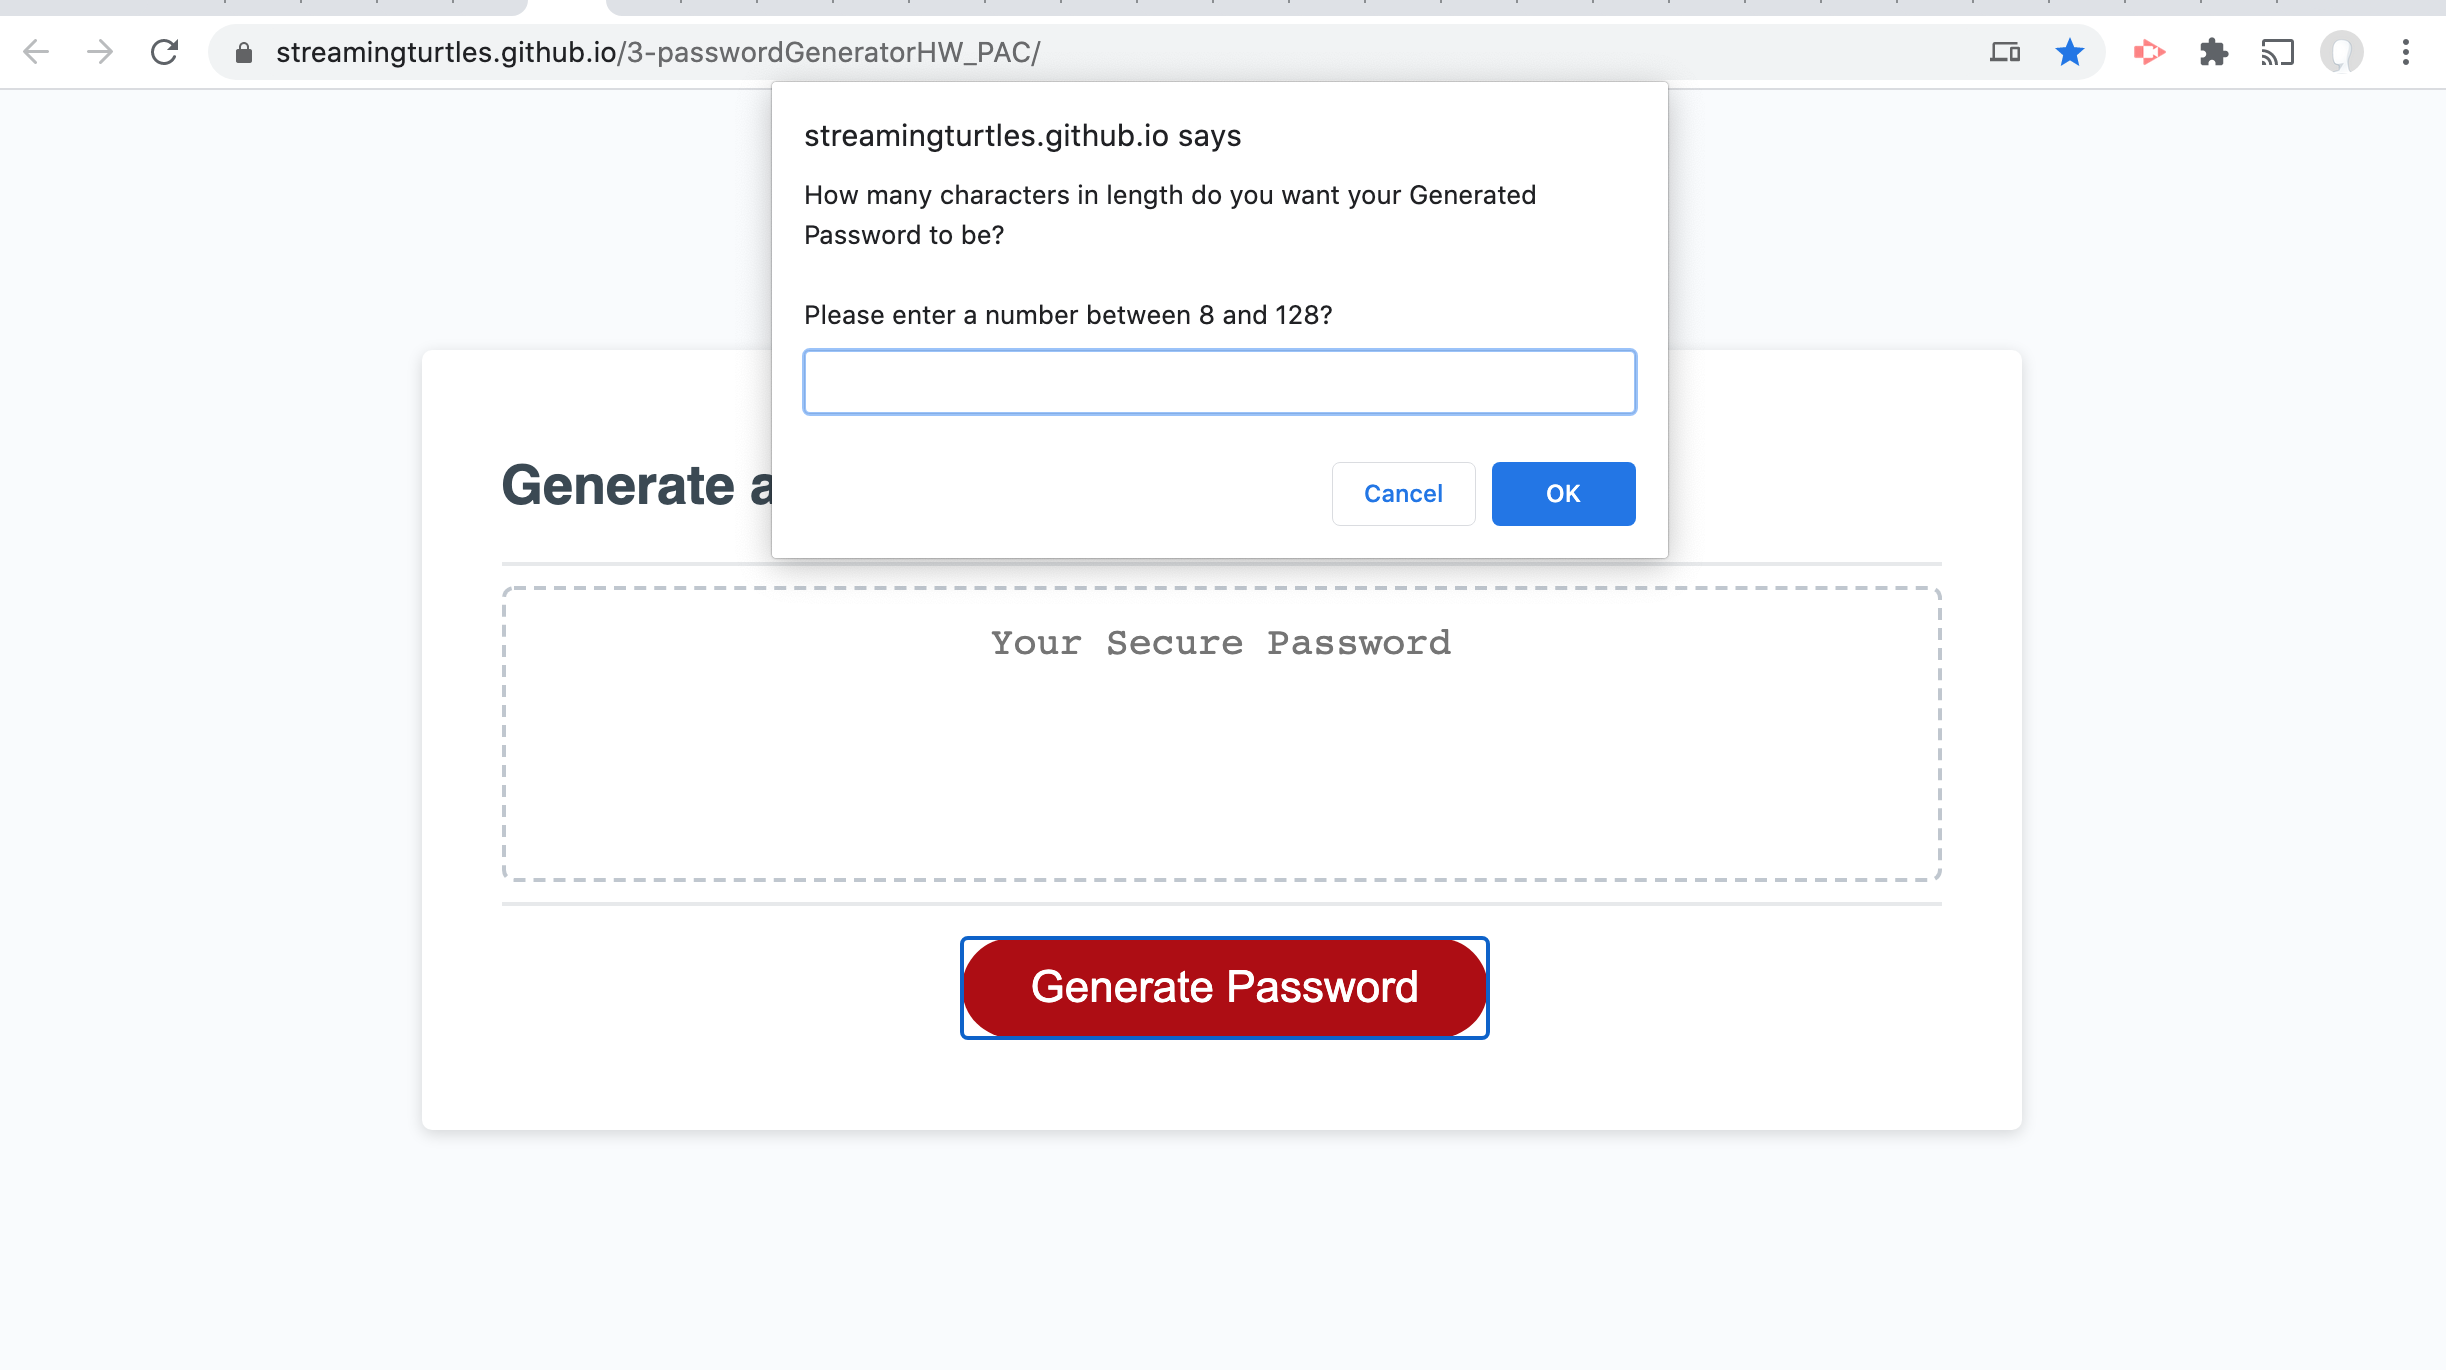 streamingturtles.github.io/3-passwordGeneratorHW_PAC/
streamingturtles.github.io says
How many characters in length do you want your Generated
Password to be?
Please enter a number between 8 and 128?
Cancel
OK
Generate a
Your Secure Password
Generate Password